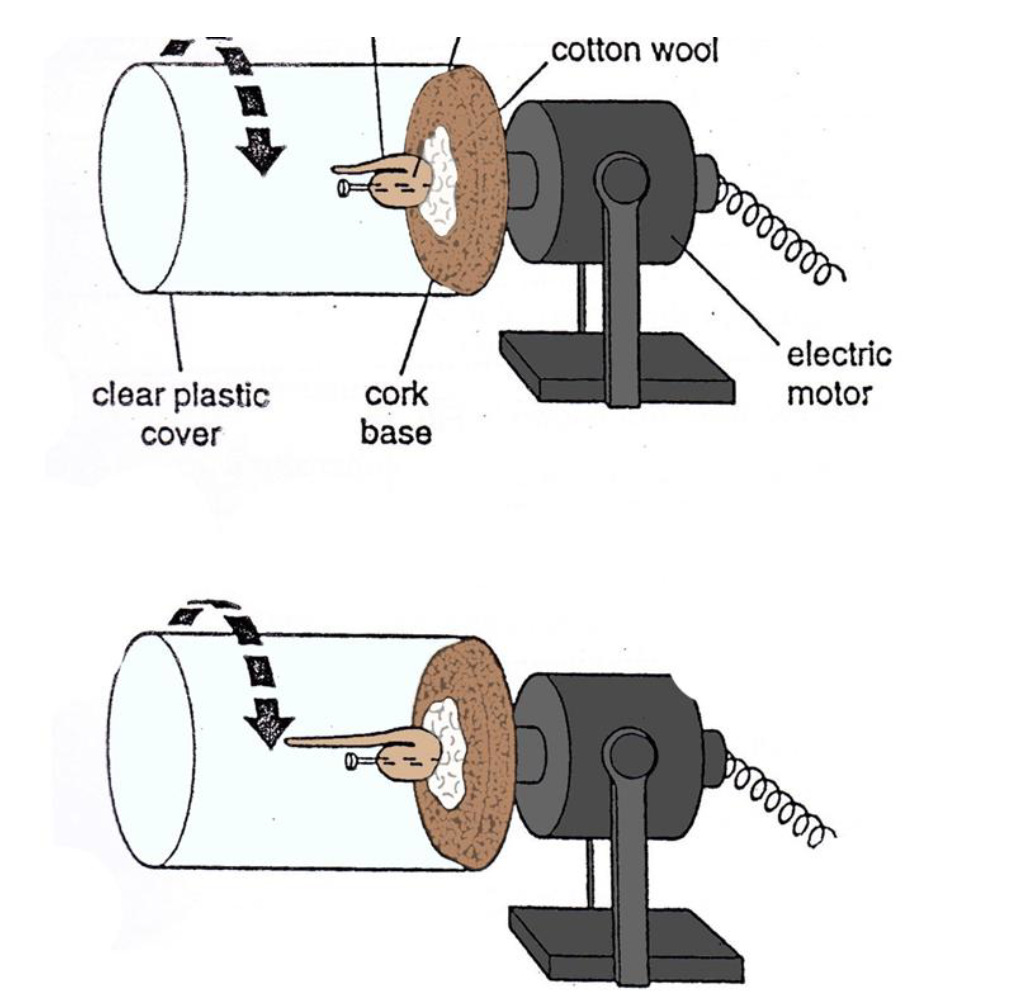 cotton wool
electric
motor
clear plastic
cover
cork
base